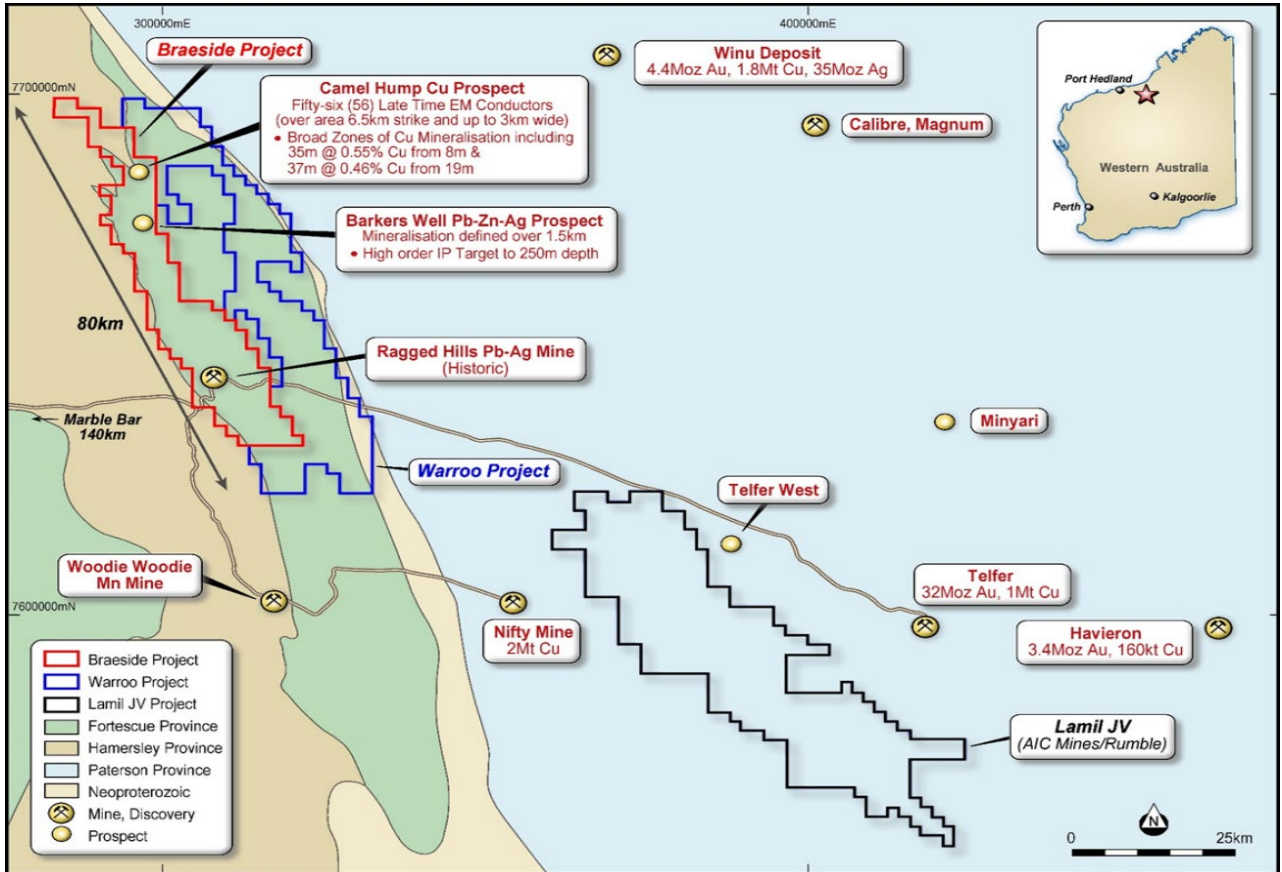 300000mE
400000mE
7700000mN
7600000mN
Braeside Project
Camel Hump Cu Prospect
Fifty-six (56) Late Time EM Conductors
(over area 6.5km strike and up to 3km wide)
• Broad Zones of Cu Mineralisation including
35m @ 0.55% Cu from 8m &
37m @ 0.46% Cu from 19m
Winu Deposit
4.4Moz Au, 1.8Mt Cu, 35Moz Ag
Calibre, Magnum
Port Hedland
Western Australia
Perth
Kalgoorlie
Barkers Well Pb-Zn-Ag Prospect
Mineralisation defined over 1.5km
• High order IP Target to 250m depth
80km
Ragged Hills Pb-Ag Mine
(Historic)
Marble Bar
140km
Minyari
Warroo Project
Telfer West
Woodie Woodie
Mn Mine
Telfer
32Moz Au, 1Mt Cu
Nifty Mine
2Mt Cu
Havieron
3.4Moz Au, 160kt Cu
Lamil JV
(AIC Mines/Rumble)
Braeside Project
Warroo Project
Lamil JV Project
Fortescue Province
Hamersley Province
Paterson Province
Neoproterozoic
Mine, Discovery
Prospect
N
0
25km